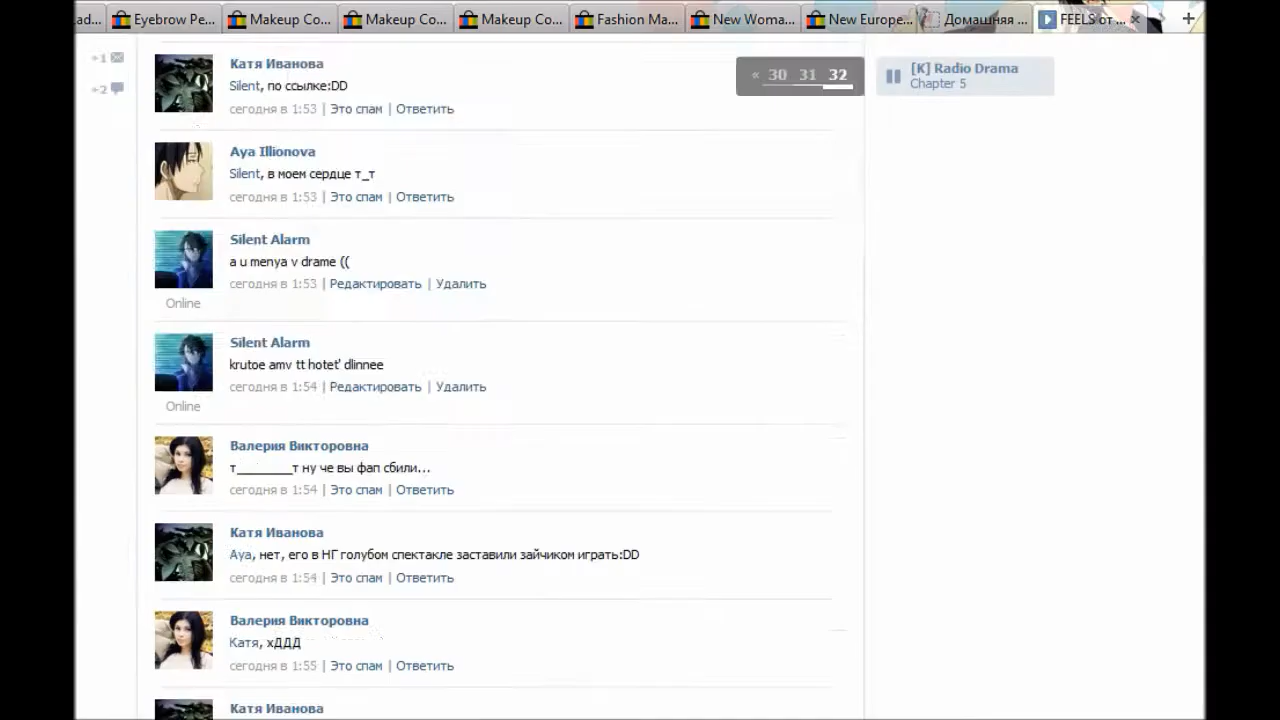 Lad...
Eyebrow Pe...
Makeup Co...
Makeup Co...
Makeup Co...
Fashion Ma...
New Woma...
New Europe...
Домашняя ...
FEELS от ...
+1
+2
« 30 31 32
[K] Radio Drama
Chapter 5
Катя Иванова
Silent, по ссылке:DD
сегодня в 1:53 | Это спам | Ответить
Aya Illionova
Silent, в моем сердце т_т
сегодня в 1:53 | Это спам | Ответить
Silent Alarm
a u menya v drame ((
сегодня в 1:53 | Редактировать | Удалить
Online
Silent Alarm
krutoe amv tt hotet' dlinnee
сегодня в 1:54 | Редактировать | Удалить
Online
Валерия Викторовна
т_________т ну че вы фап сбили...
сегодня в 1:54 | Это спам | Ответить
Катя Иванова
Aya, нет, его в НГ голубом спектакле заставили зайчиком играть:DD
сегодня в 1:54 | Это спам | Ответить
Валерия Викторовна
Катя, хДДД
сегодня в 1:55 | Это спам | Ответить
Катя Иванова